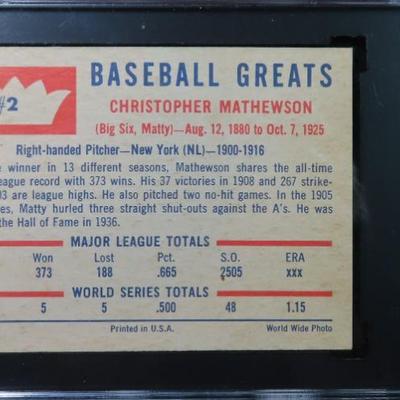 #2
BASEBALL GREATS
CHRISTOPHER MATHEWSON
(Big Six, Matty)—Aug. 12, 1880 to Oct. 7, 1925
Right-handed Pitcher—New York (NL)—1900-1916
winner in 13 different seasons, Mathewson shares the all-time
league record with 373 wins. His 37 victories in 1908 and 267 strike-
are league highs. He also pitched two no-hit games. In the 1905
Matty hurled three straight shut-outs against the A's. He was
the Hall of Fame in 1936.
MAJOR LEAGUE TOTALS
Won Lost Pct. S.O. ERA
373 188 .665 2505 xxx
WORLD SERIES TOTALS
5 5 .500 48 1.15
Printed in U.S.A. World Wide Photo